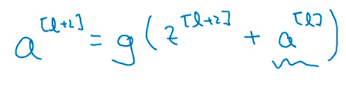 a^[l+2] = g(z^[l+2] + a^[l])